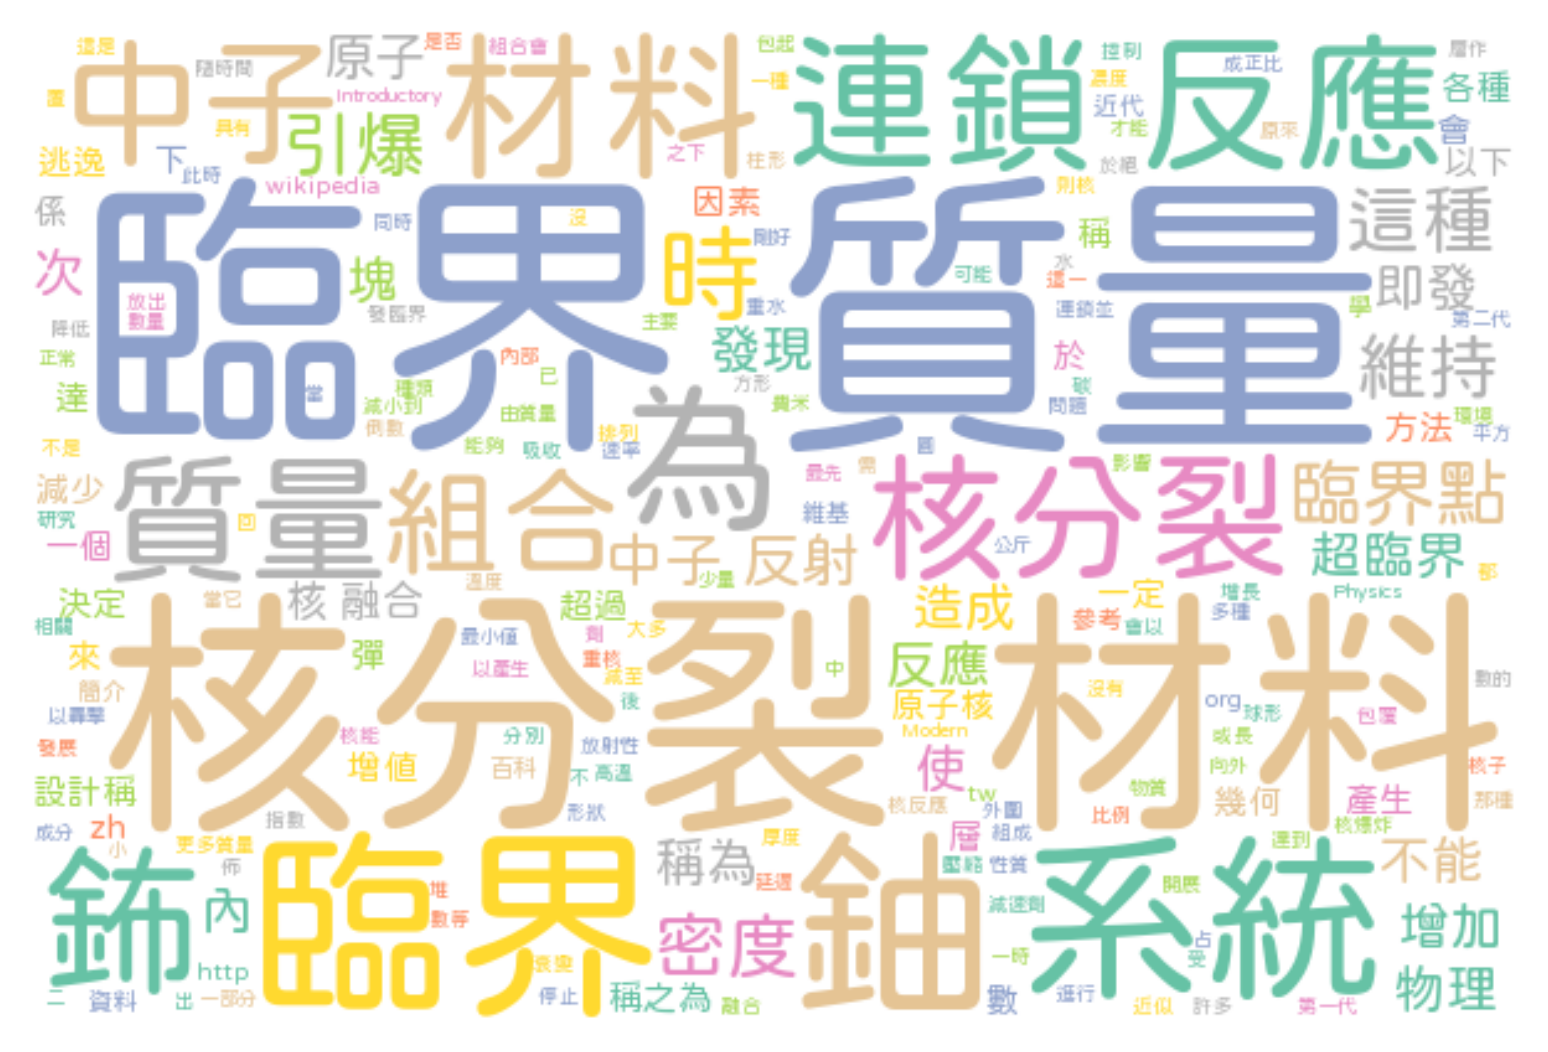 這是
中子
原子
是否
組合會
材料
包起
連鎖
反應
控制
成正比
層作
隨時間
一種
濃度
各種
置
Introductory
近代
具有
引爆
才能
原來
會
逃逸
下
此時
之下
柱形
於絕
以下
wikipedia
因素
則核
係
同時
沒
臨界
質量
時
剛好
稱
這種
次
塊
可能
水
這一
即發
放出
數量
發臨界
重水
連鎖並
學
第二代
降低
主要
發現
正常
內部
於
維持
當
種類
已
方形
碳
達
減小到
由質量
費米
問題
環境
倒數
為
方法
平方
不是
能夠
吸收
排列
速率
圓
減少
質量
組合
最先
需
核分裂
影響
臨界點
研究
回
維基
一個
中子
反射
公斤
超臨界
溫度
少量
都
決定
當它
核
融合
超過
造成
一定
增長
Physics
相關
最小值
劑
大多
參考
會以
多種
來
彈
以產生
重核
減至
中
反應
核分裂
材料
簡介
後
原子核
沒有
org
球形
數的
以尋擊
包覆
發展
核能
分別
放射性
Modern
或長
增值
百科
不
高溫
使
向外
核子
設計稱
tw
物質
幾何
產生
那種
形狀
核反應
外圍
比例
成分
zh
指數
層
組成
核爆炸
小
更多質量
厚度
達到
鈽
佈
臨界
堆
稱為
延遲
鈾
壓縮
性質
系統
不能
內
數等
開展
減速劑
密度
增加
http
衰變
一時
占
受
二
資料
出
一部分
停止
稱之為
融合
數
進行
近似
許多
第一代
物理